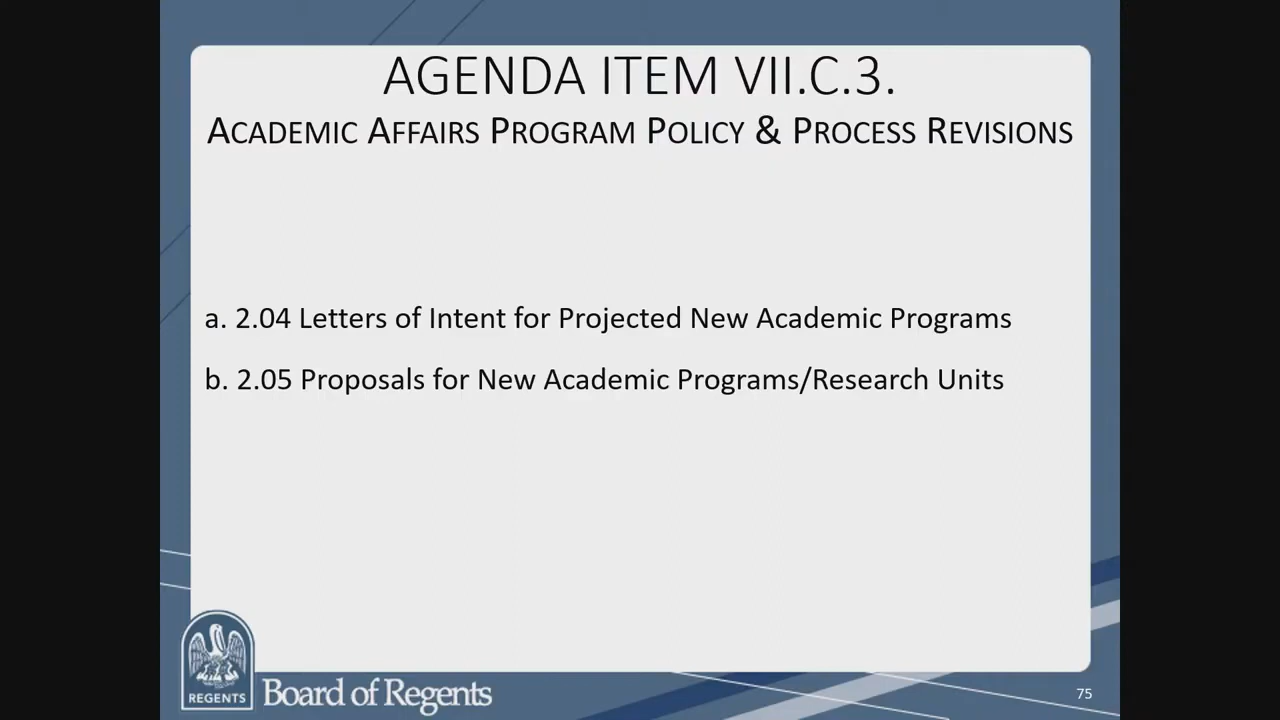 AGENDA ITEM VII.C.3.
ACADEMIC AFFAIRS PROGRAM POLICY & PROCESS REVISIONS
a. 2.04 Letters of Intent for Projected New Academic Programs
b. 2.05 Proposals for New Academic Programs/Research Units
REGENTS
Board of Regents
75